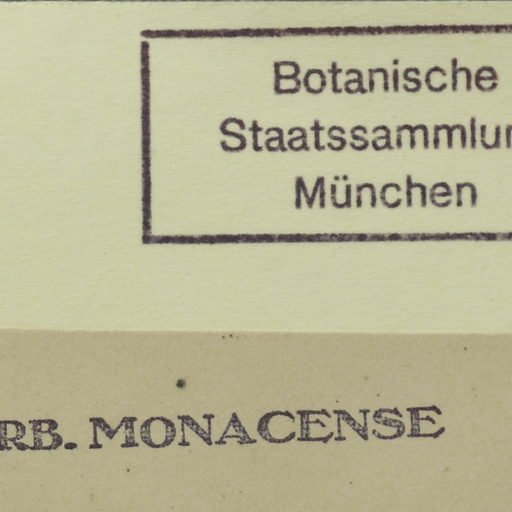 Botanische
Staatssammlun
München
RB. MONACENSE